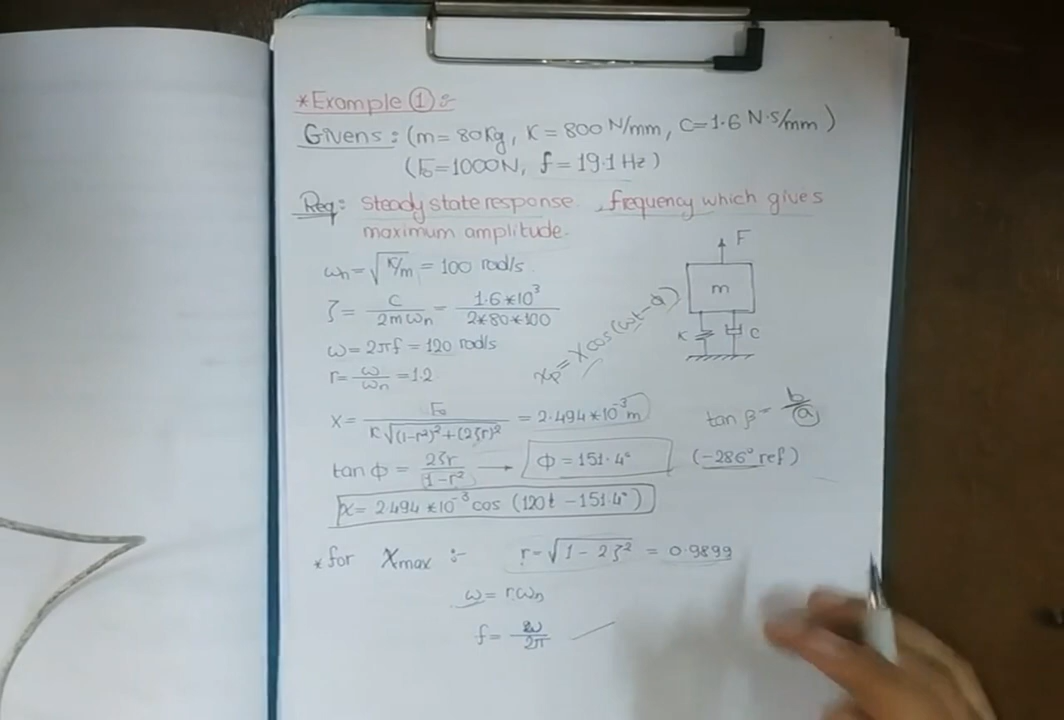 *Example ① :-
Givens : (m= 80Kg, K = 800 N/mm, C=1.6 N.s/mm )
(F₀=1000N, f = 19.1 Hz )
Req: Steady state response , frequency which gives
maximum amplitude.
F
ωn = √K/m = 100 rad/s
m
ζ = C/2mωn = 1.6*10³/2*80*100
K C
xp = X cos(ωt-φ)
ω = 2πf = 120 rad/s
r = ω/ωn = 1.2
X = F₀/K√(1-r²)²+(2ζr)² = 2.494*10⁻³m
tan β = b/a
tan Φ = 2ζr/1-r² → Φ = 151.4° (-28.6° ref )
x = 2.494*10⁻³ cos (120t - 151.4°)
* for Xmax :- r = √1 - 2ζ² = 0.9899
ω = rωn
f = ω/2π